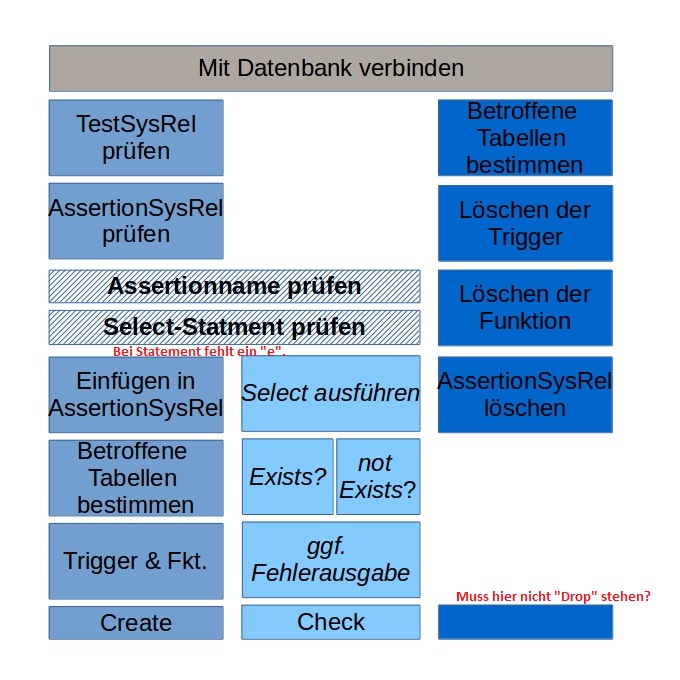 Mit Datenbank verbinden
TestSysRel
prüfen
AssertionSysRel
prüfen
Assertionname prüfen
Select-Statment prüfen
Bei Statement fehlt ein "e".
Einfügen in
AssertionSysRel
Betroffene
Tabellen
bestimmen
Trigger & Fkt.
Create
Select ausführen
Exists?
not
Exists?
ggf.
Fehlerausgabe
Check
Betroffene
Tabellen
bestimmen
Löschen der
Trigger
Löschen der
Funktion
AssertionSysRel
löschen
Muss hier nicht "Drop" stehen?